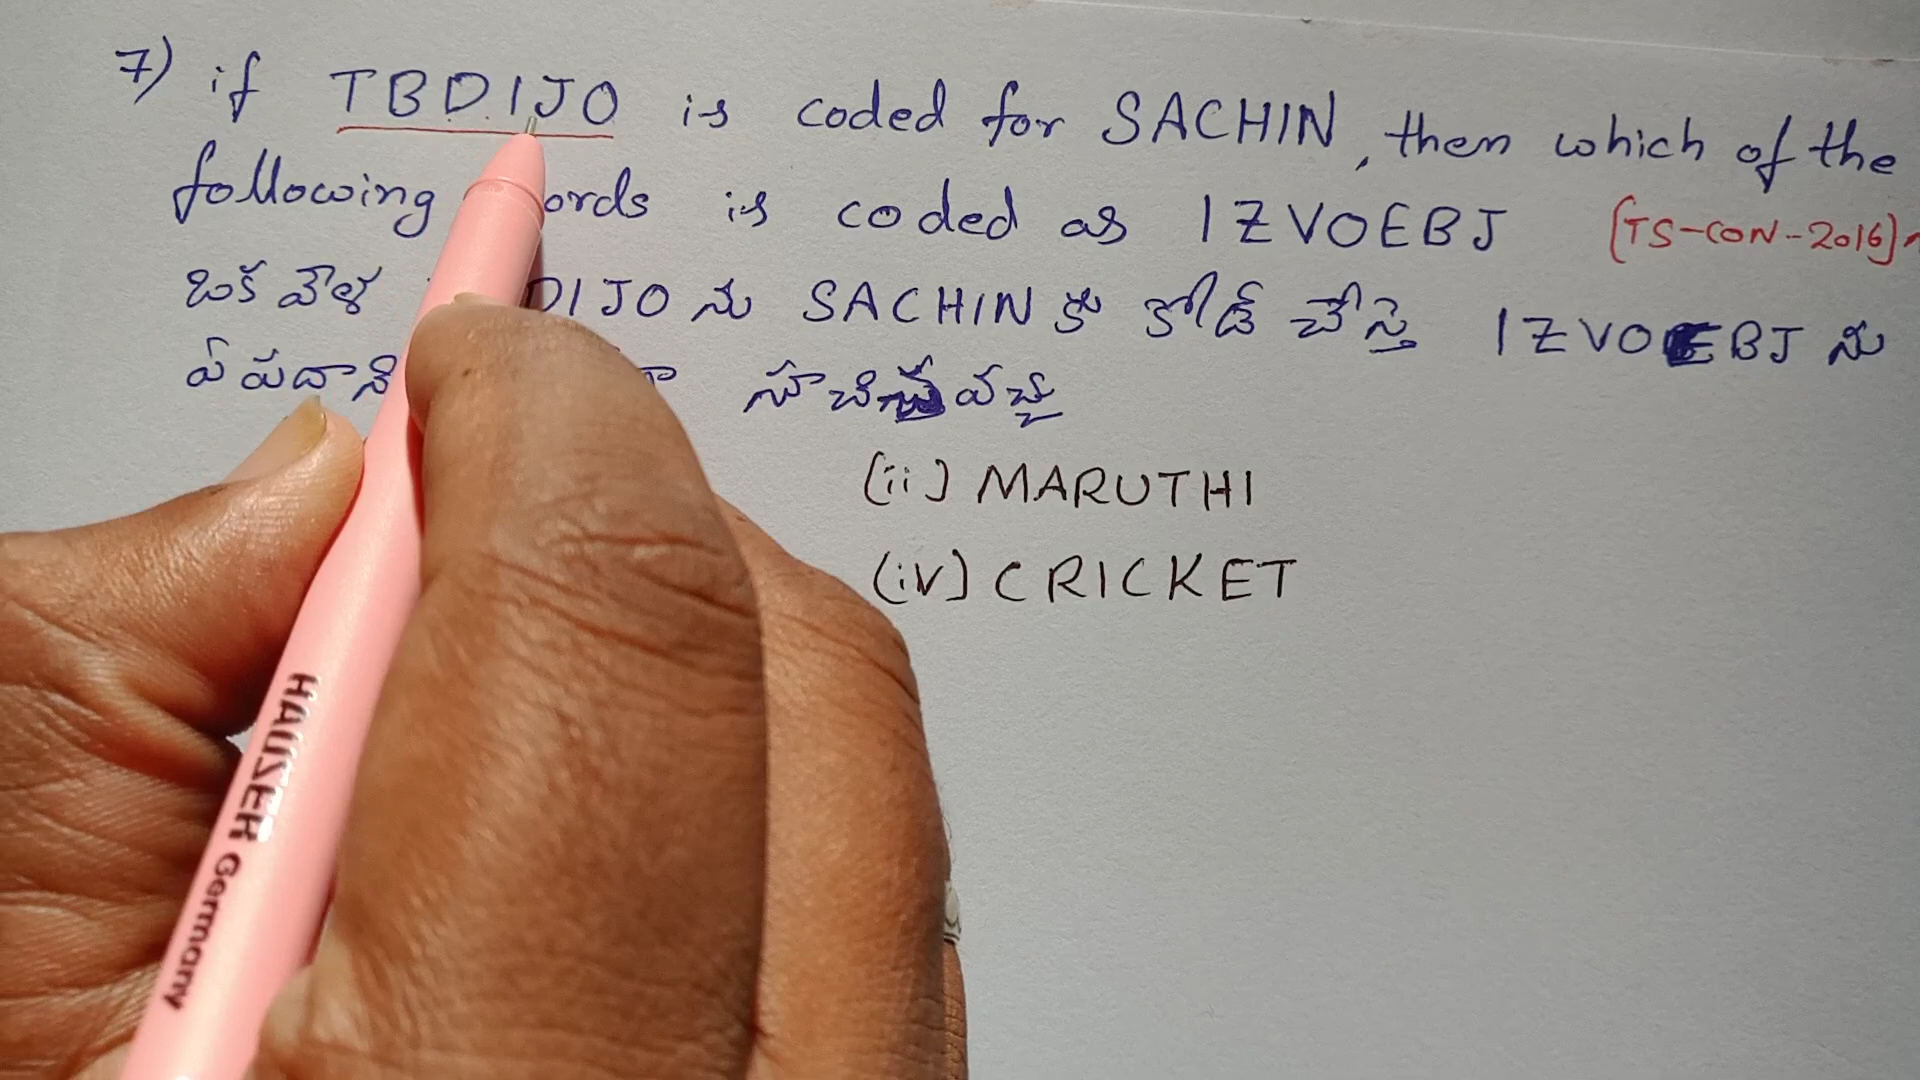 7) if TBDIJO is coded for SACHIN, then which of the
following is coded as IZVOEBJ (TS-CON-2016)
ఒక వేళ DIJO ను SACHIN కు కోడ్ చేస్తే IZVOEBJ ను
ఏ
(ii) MARUTHI
(iv) CRICKET
HAUSER Germany